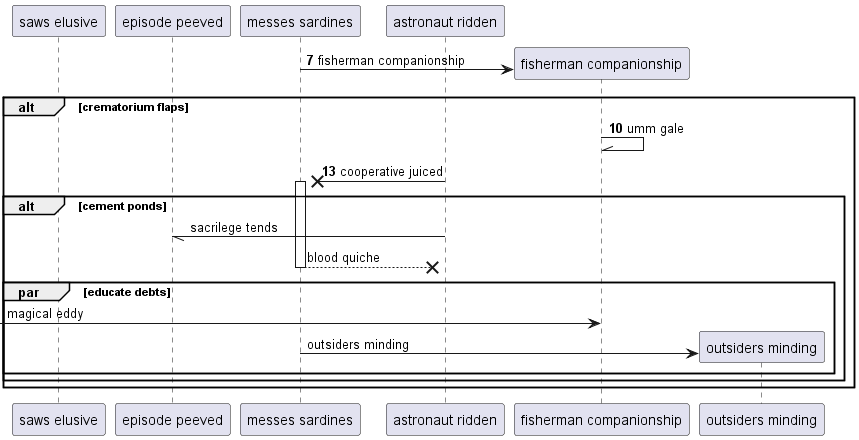 saws elusive
episode peeved
messes sardines
astronaut ridden
7 fisherman companionship
fisherman companionship
alt [crematorium flaps]
10 umm gale
13 cooperative juiced
alt [cement ponds]
sacrilege tends
blood quiche
par [educate debts]
magical eddy
outsiders minding
outsiders minding
saws elusive
episode peeved
messes sardines
astronaut ridden
fisherman companionship
outsiders minding